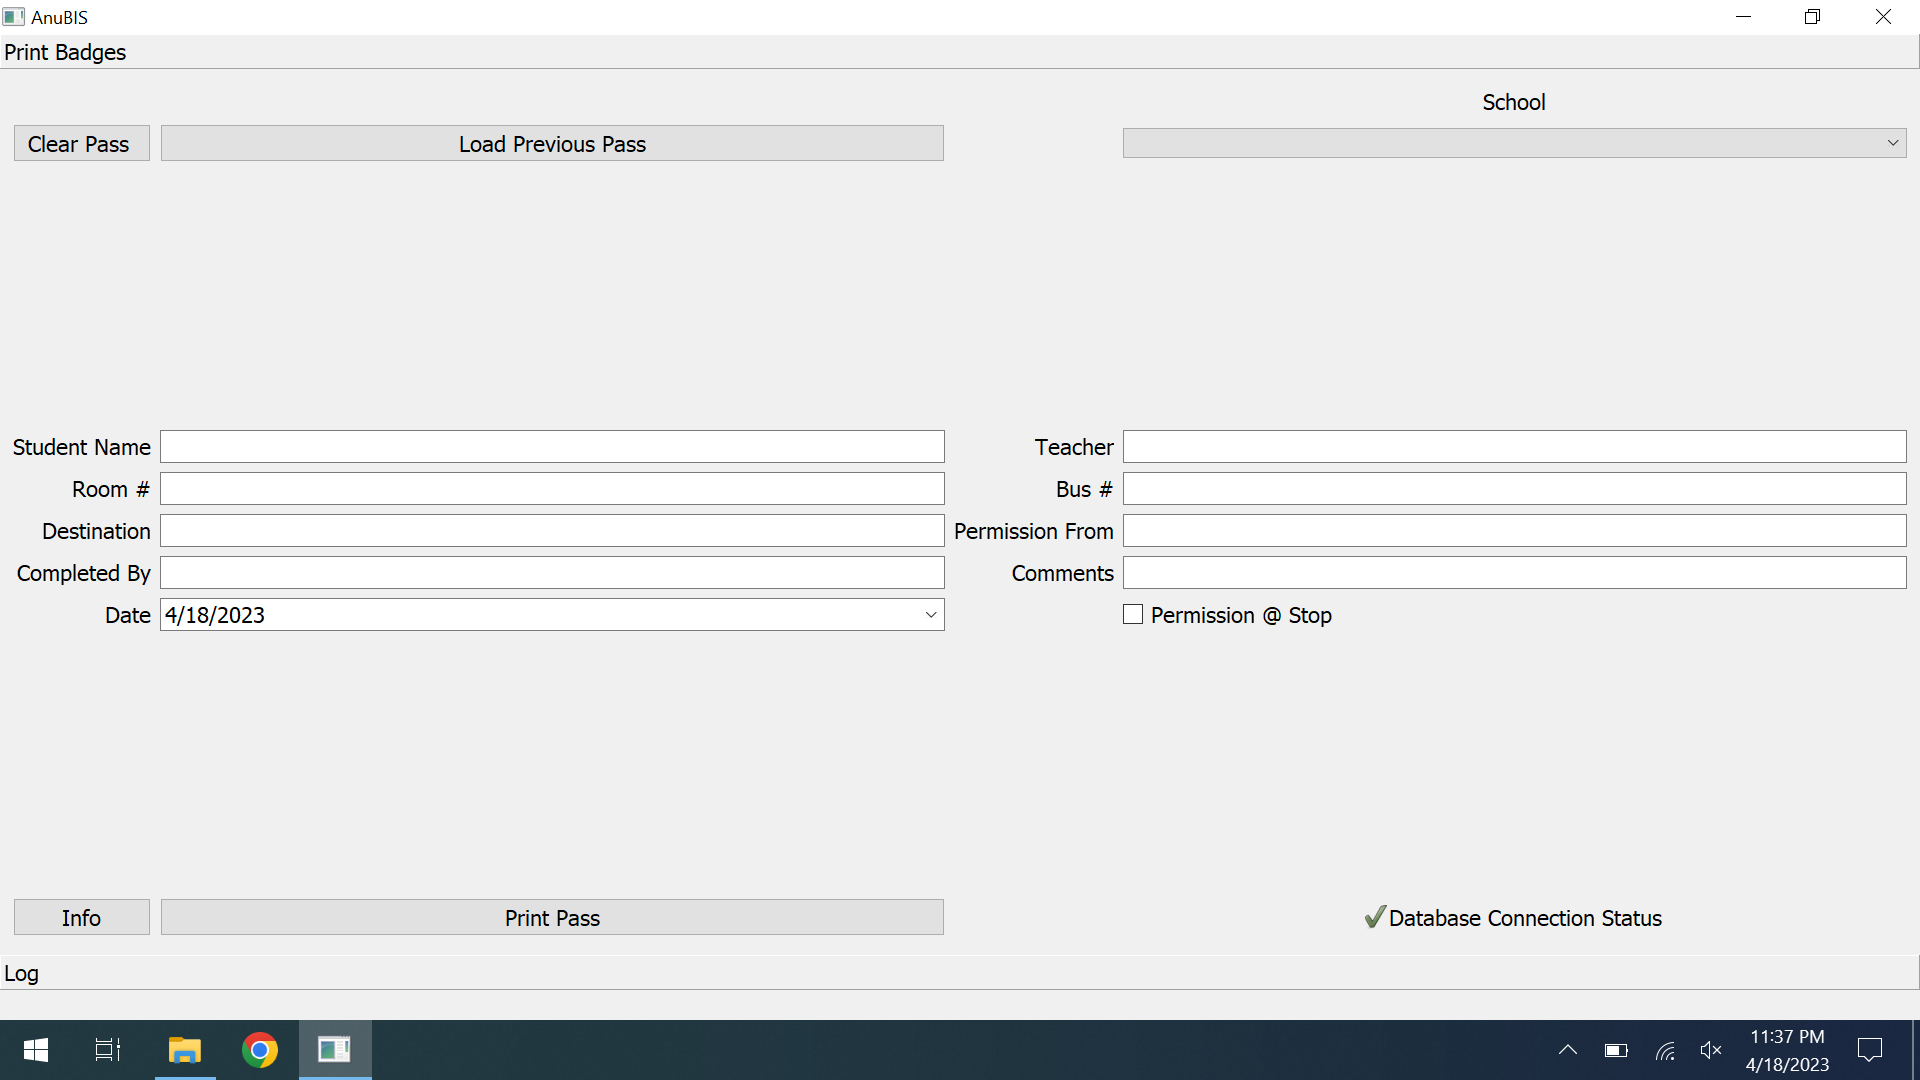 AnuBIS
Print Badges
School
Clear Pass
Load Previous Pass
Student Name
Teacher
Room #
Bus #
Destination
Permission From
Completed By
Comments
Date
4/18/2023
Permission @ Stop
Info
Print Pass
Database Connection Status
Log
11:37 PM
4/18/2023